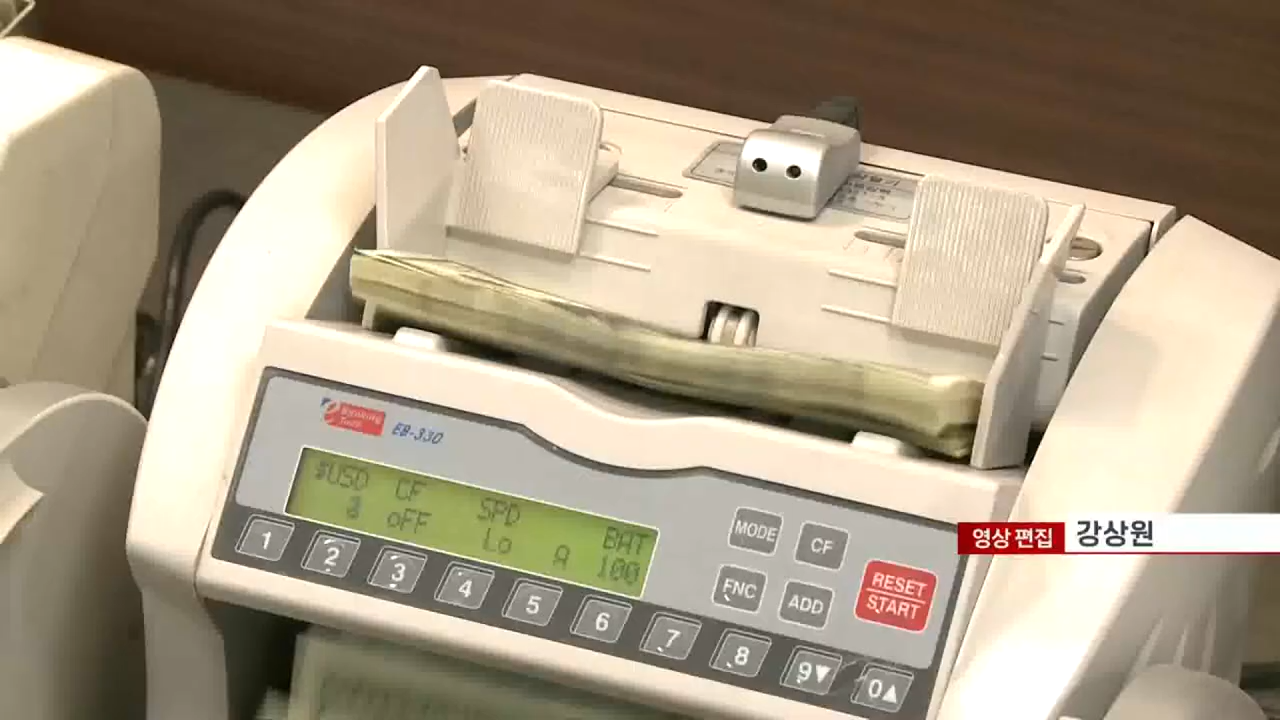 EB-330
$USD CF SPD BAT
oFF Lo A 100
1 2 3 4 5 6 7 8 9▼ 0▲
MODE CF
FNC ADD
RESET
START
영상 편집 강상원